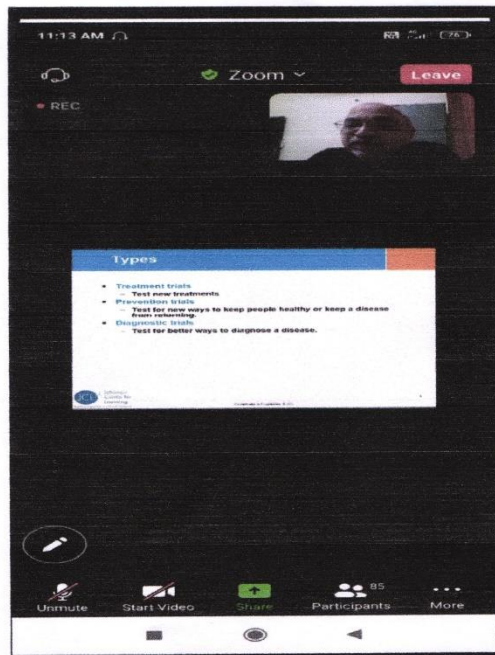 11:13 AM
76
Zoom
Leave
REC
Types
• Treatment trials
– Test new treatments
• Prevention trials
– Test for new ways to keep people healthy or keep a disease
from returning.
• Diagnostic trials
– Test for better ways to diagnose a disease.
JCL
85
Unmute
Start Video
Share
Participants
More